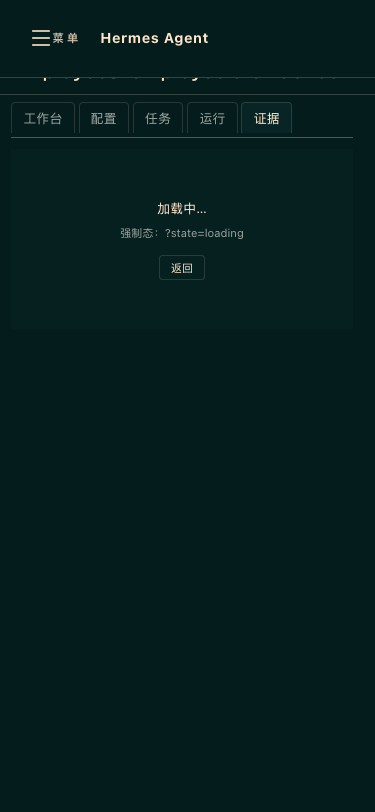 菜单 Hermes Agent
工作台 配置 任务 运行 证据
加载中...
强制态：?state=loading
返回